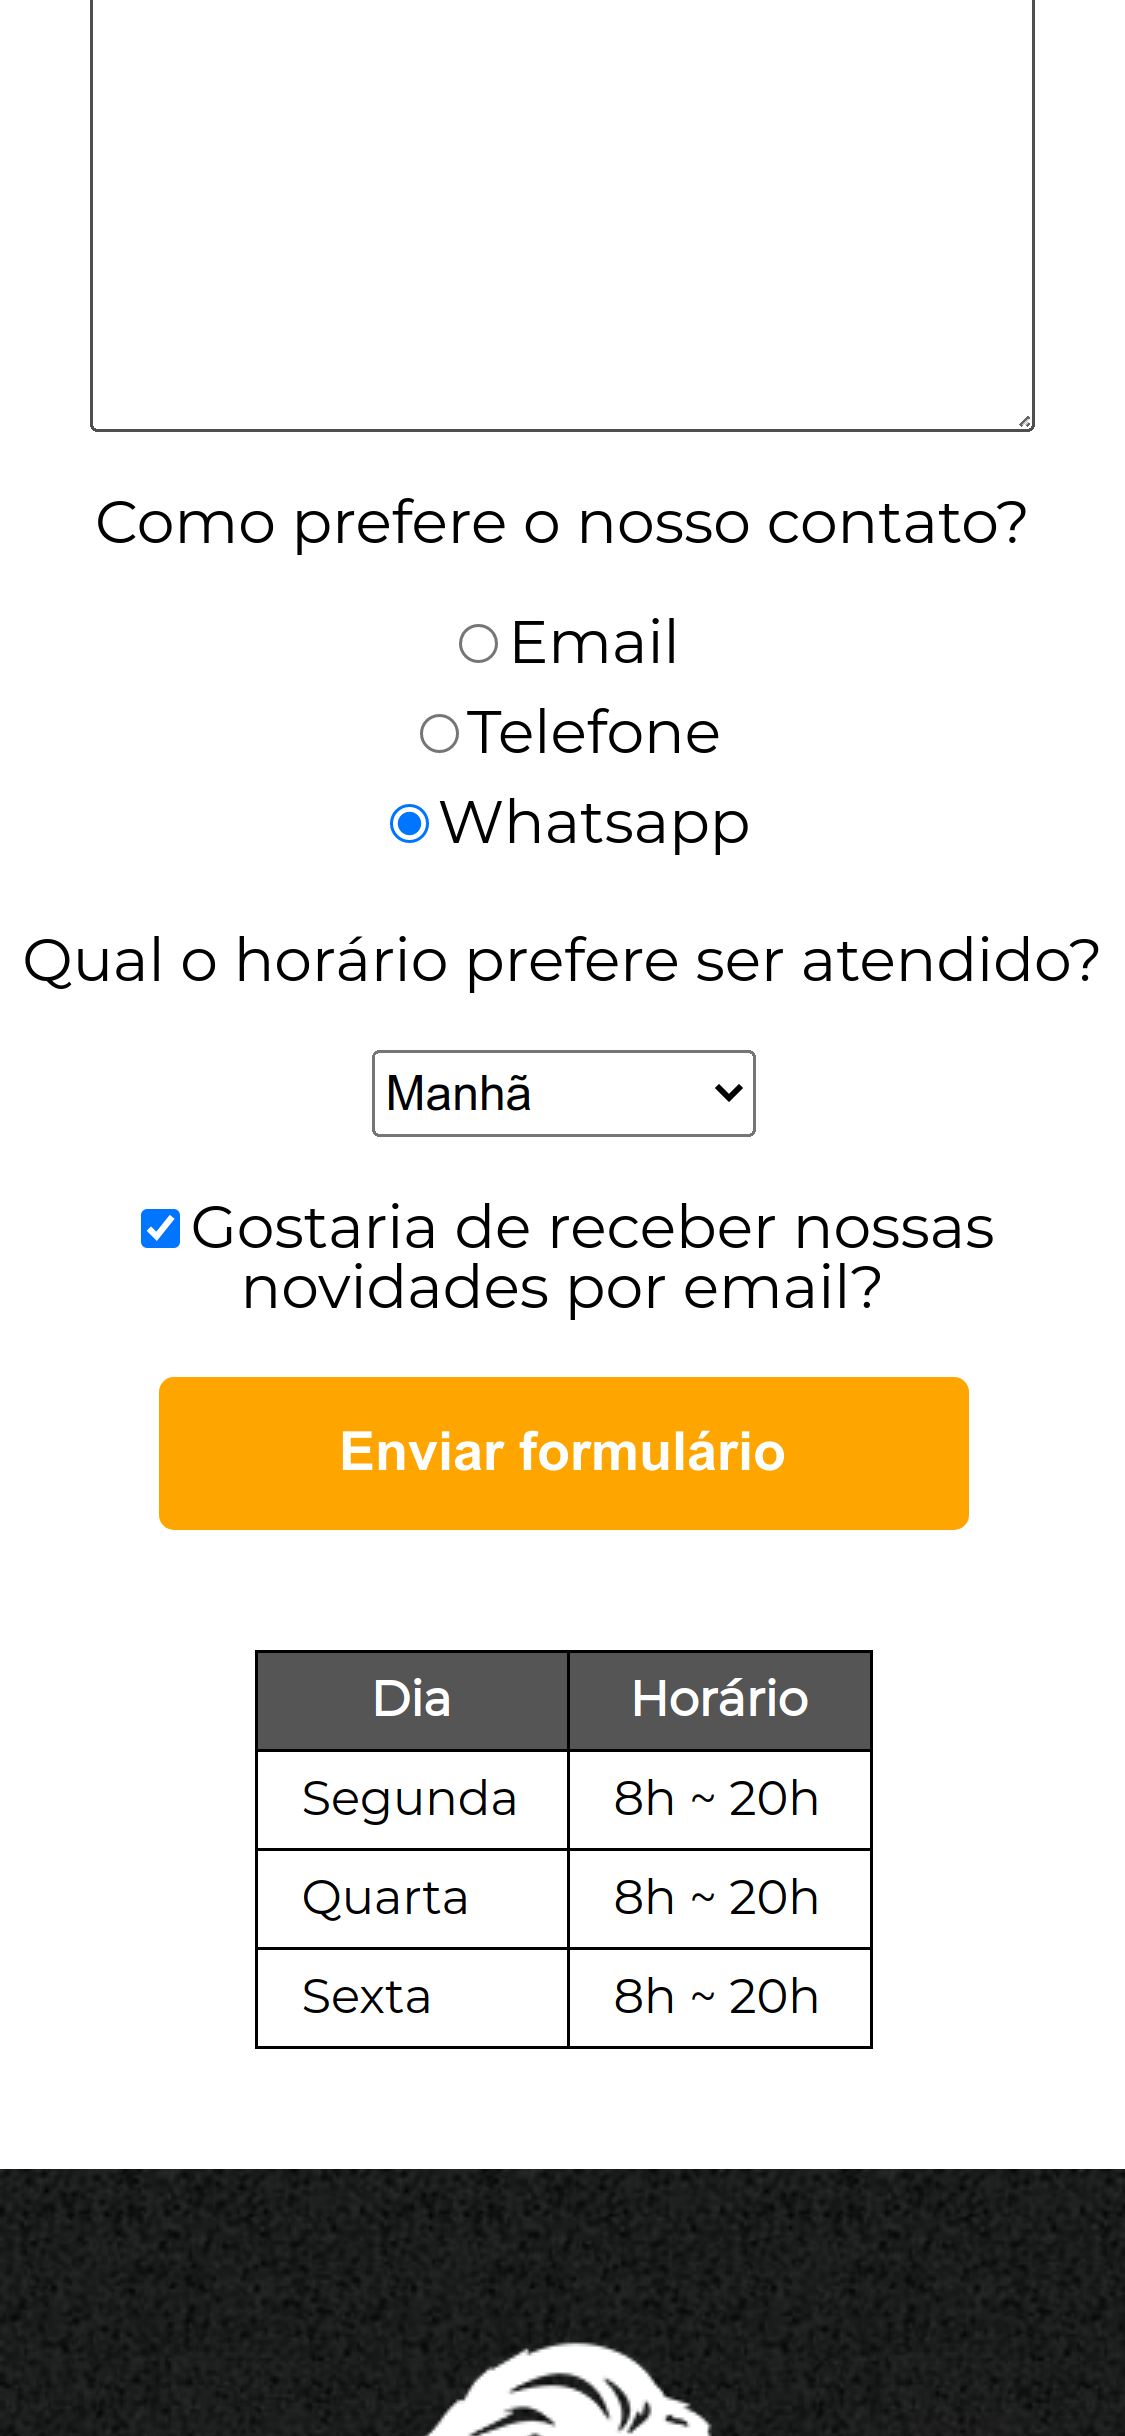 Como prefere o nosso contato?
Email
Telefone
Whatsapp
Qual o horário prefere ser atendido?
Manhã
Gostaria de receber nossas
novidades por email?
Enviar formulário
Dia Horário
Segunda 8h ~ 20h
Quarta 8h ~ 20h
Sexta 8h ~ 20h